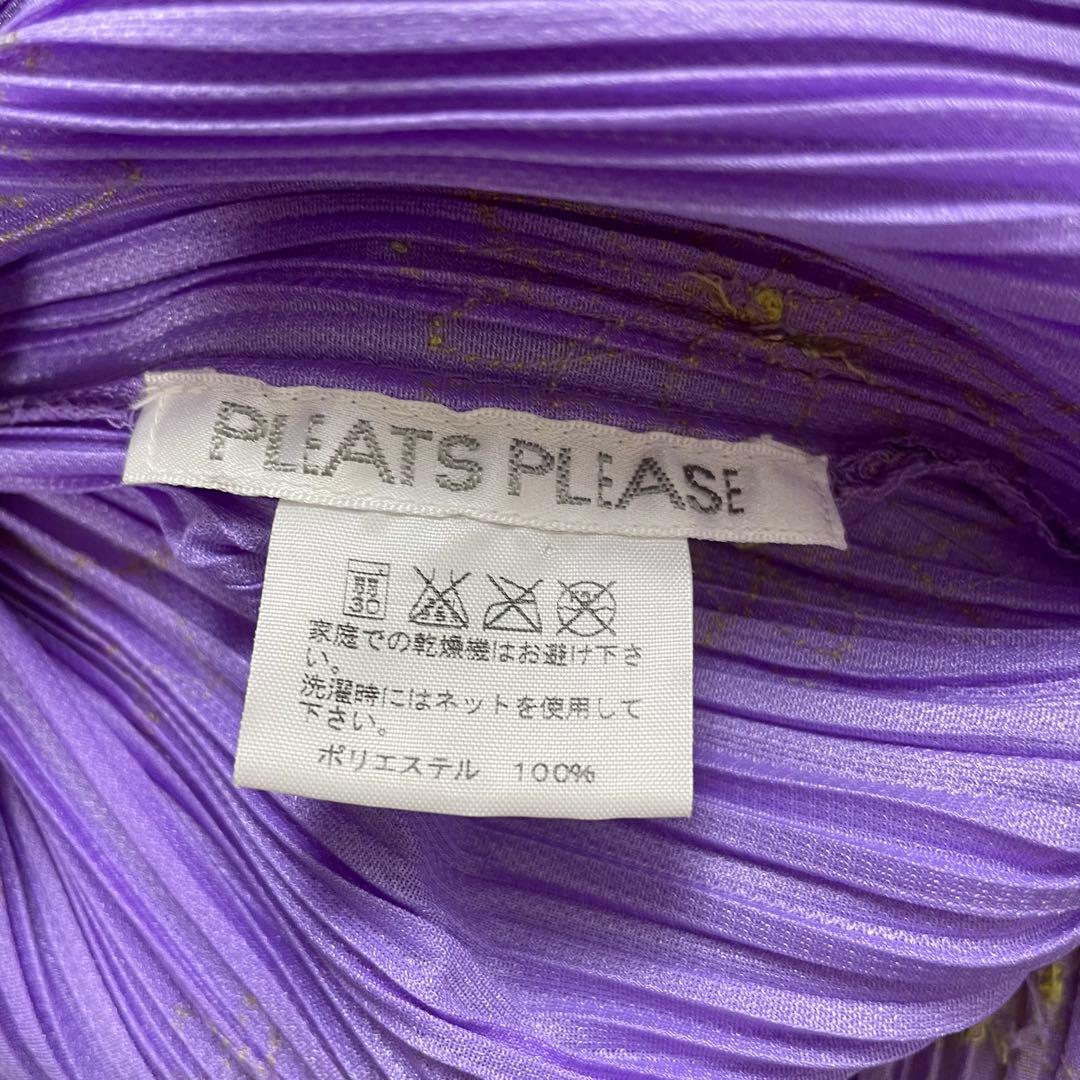 PLEATS PLEASE
30
家庭での乾燥機はお避け下さ
い。
洗濯時にはネットを使用して
下さい。
ポリエステル 100%